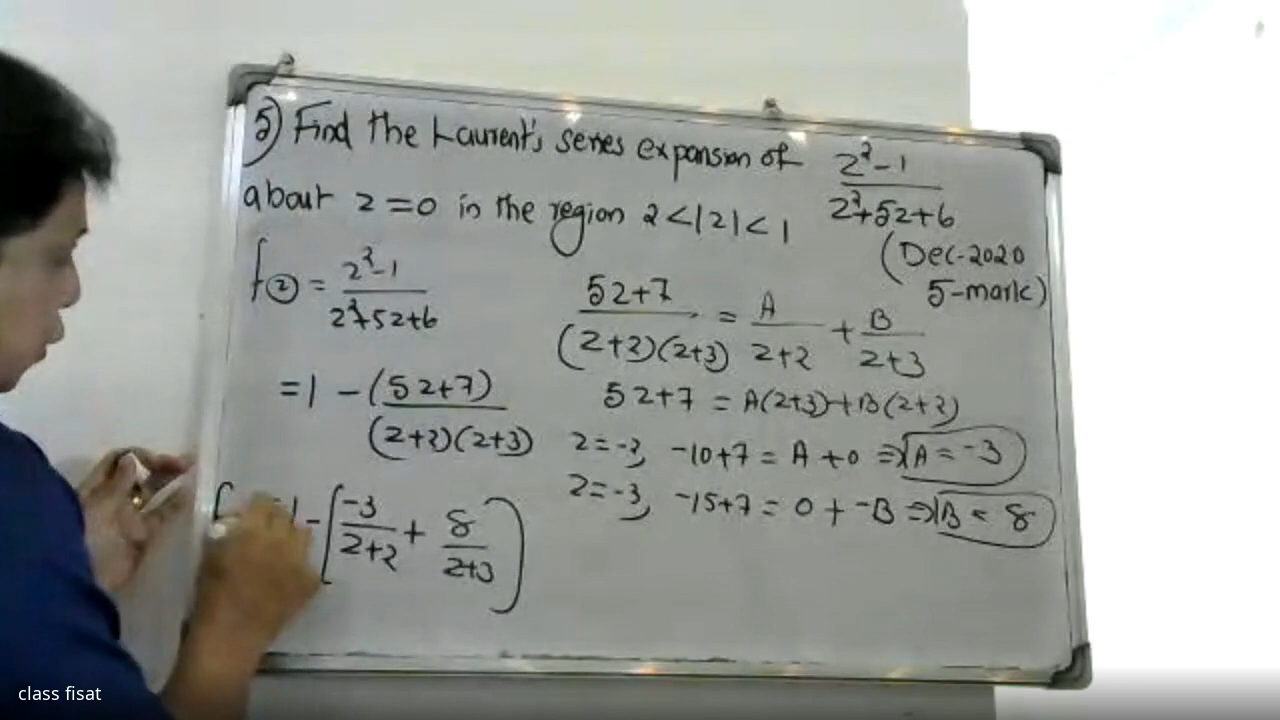 5) Find the Laurent's series expansion of z²-1 / z²+5z+6
about z=0 in the region 2<|z|<1
(Dec-2020
5-mark)
f(z) = z²-1 / z²+5z+6
= 1 - (5z+7) / (z+2)(z+3)
1 - [-3 / z+2 + 8 / z+3]
5z+7 / (z+2)(z+3) = A / z+2 + B / z+3
5z+7 = A(z+3)+B(z+2)
z=-2, -10+7 = A+0 ⇒ A = -3
z=-3, -15+7 = 0 + -B ⇒ B = 8
class fisat